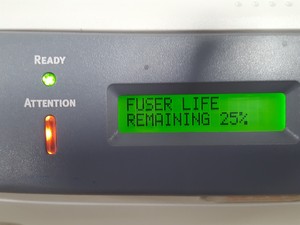 READY
ATTENTION
FUSER LIFE
REMAINING 25%